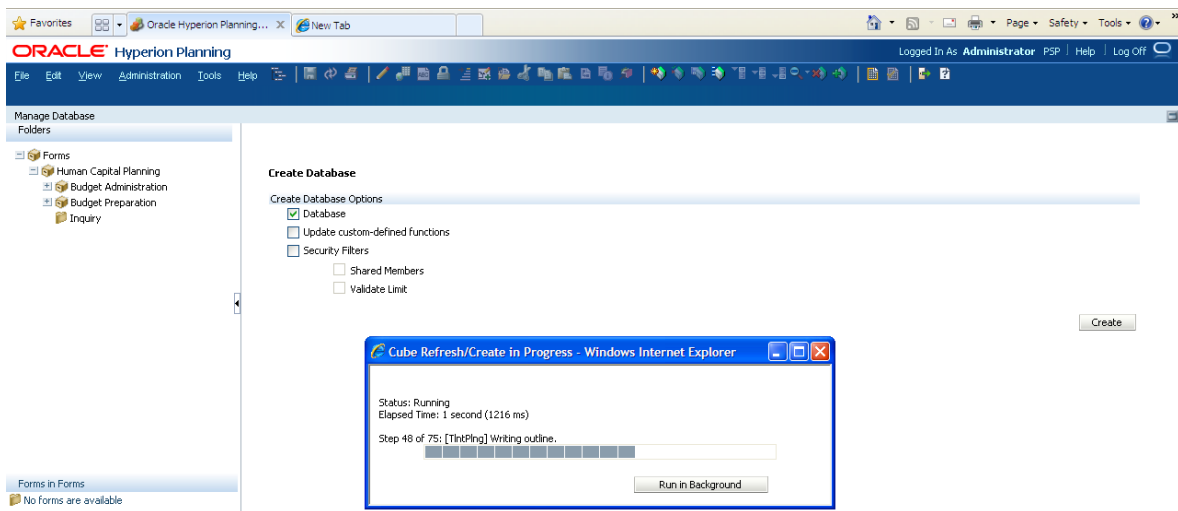 Favorites Oracle Hyperion Planning... X New Tab Page Safety Tools »
ORACLE Hyperion Planning Logged In As Administrator PSP | Help | Log Off
File Edit View Administration Tools Help
Manage Database
Folders
Forms
Human Capital Planning
Budget Administration
Budget Preparation
Inquiry
Create Database
Create Database Options
Database
Update custom-defined functions
Security Filters
Shared Members
Validate Limit
Create
Cube Refresh/Create in Progress - Windows Internet Explorer
Status: Running
Elapsed Time: 1 second (1216 ms)
Step 48 of 75: [TlntPlng] Writing outline.
Run in Background
Forms in Forms
No forms are available